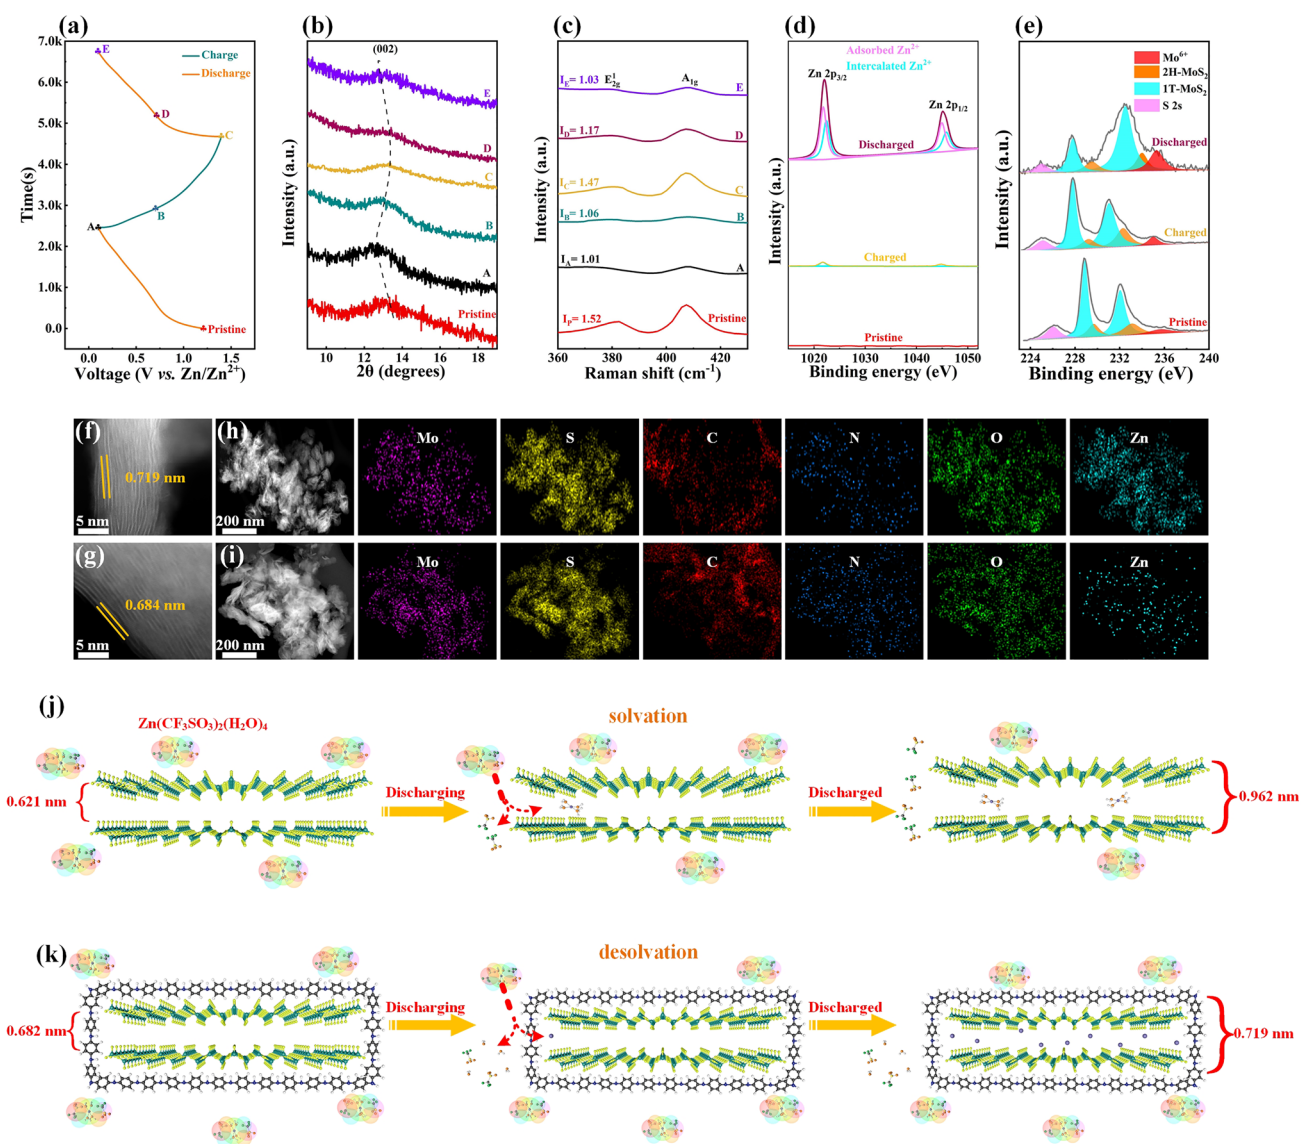 (a)
7.0k
6.0k
5.0k
4.0k
3.0k
2.0k
1.0k
0.0
Time(s)
E
Charge
Discharge
D
C
B
A
Pristine
0.0 0.5 1.0 1.5
Voltage (V vs. Zn/Zn²⁺)
(b)
(002)
Intensity (a.u.)
E
D
C
B
A
Pristine
10 12 14 16 18
2θ (degrees)
(c)
Intensity (a.u.)
I_E= 1.03 E¹₂g A₁g E
I_D= 1.17 D
I_C= 1.47 C
I_B= 1.06 B
I_A= 1.01 A
I_P= 1.52 Pristine
360 380 400 420
Raman shift (cm⁻¹)
(d)
Intensity (a.u.)
Adsorbed Zn²⁺
Intercalated Zn²⁺
Zn 2p₃/₂
Zn 2p₁/₂
Discharged
Charged
Pristine
1020 1030 1040 1050
Binding energy (eV)
(e)
Intensity (a.u.)
Mo⁶⁺
2H-MoS₂
1T-MoS₂
S 2s
Discharged
Charged
Pristine
224 228 232 236 240
Binding energy (eV)
(f)
0.719 nm
5 nm
(h)
200 nm
Mo
S
C
N
O
Zn
(g)
0.684 nm
5 nm
(i)
200 nm
Mo
S
C
N
O
Zn
(j)
Zn(CF₃SO₃)₂(H₂O)₄
solvation
0.621 nm
Discharging
Discharged
0.962 nm
(k)
desolvation
0.682 nm
Discharging
Discharged
0.719 nm